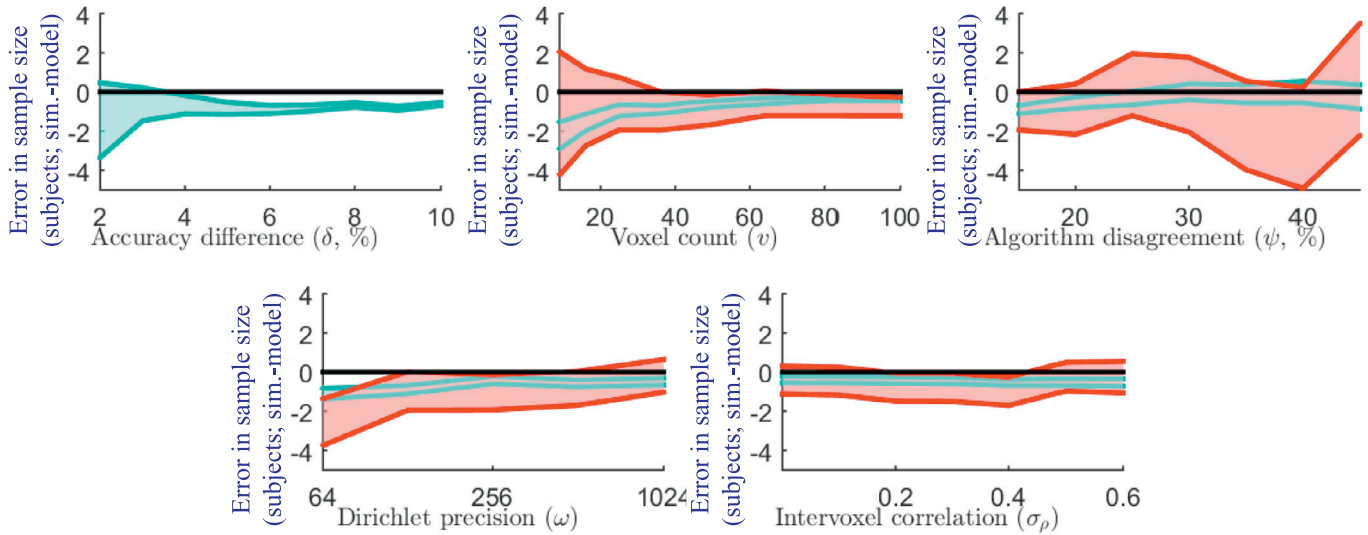 Error in sample size
(subjects; sim.-model)
4
2
0
-2
-4
2
4
6
8
10
Accuracy difference (δ, %)
Error in sample size
(subjects; sim.-model)
4
2
0
-2
-4
20
40
60
80
100
Voxel count (v)
Error in sample size
(subjects; sim.-model)
4
2
0
-2
-4
20
30
40
Algorithm disagreement (ψ, %)
Error in sample size
(subjects; sim.-model)
4
2
0
-2
-4
64
256
1024
Dirichlet precision (ω)
Error in sample size
(subjects; sim.-model)
4
2
0
-2
-4
0.2
0.4
0.6
Intervoxel correlation (σρ)